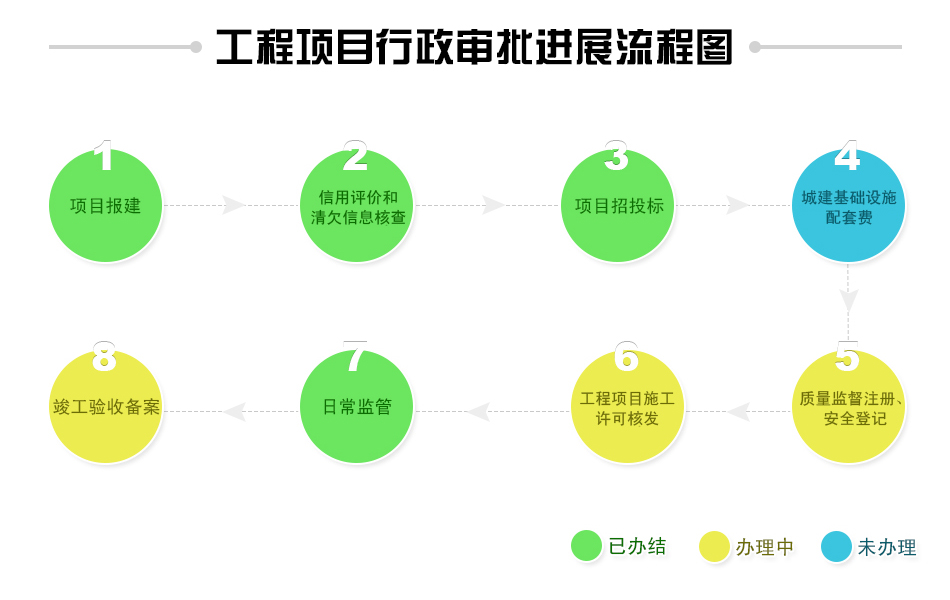 工程项目行政审批进展流程图
1
项目报建
2
信用评价和
清欠信息核查
3
项目招投标
4
城建基础设施
配套费
5
质量监督注册、
安全登记
6
工程项目施工
许可核发
7
日常监管
8
竣工验收备案
已办结
办理中
未办理